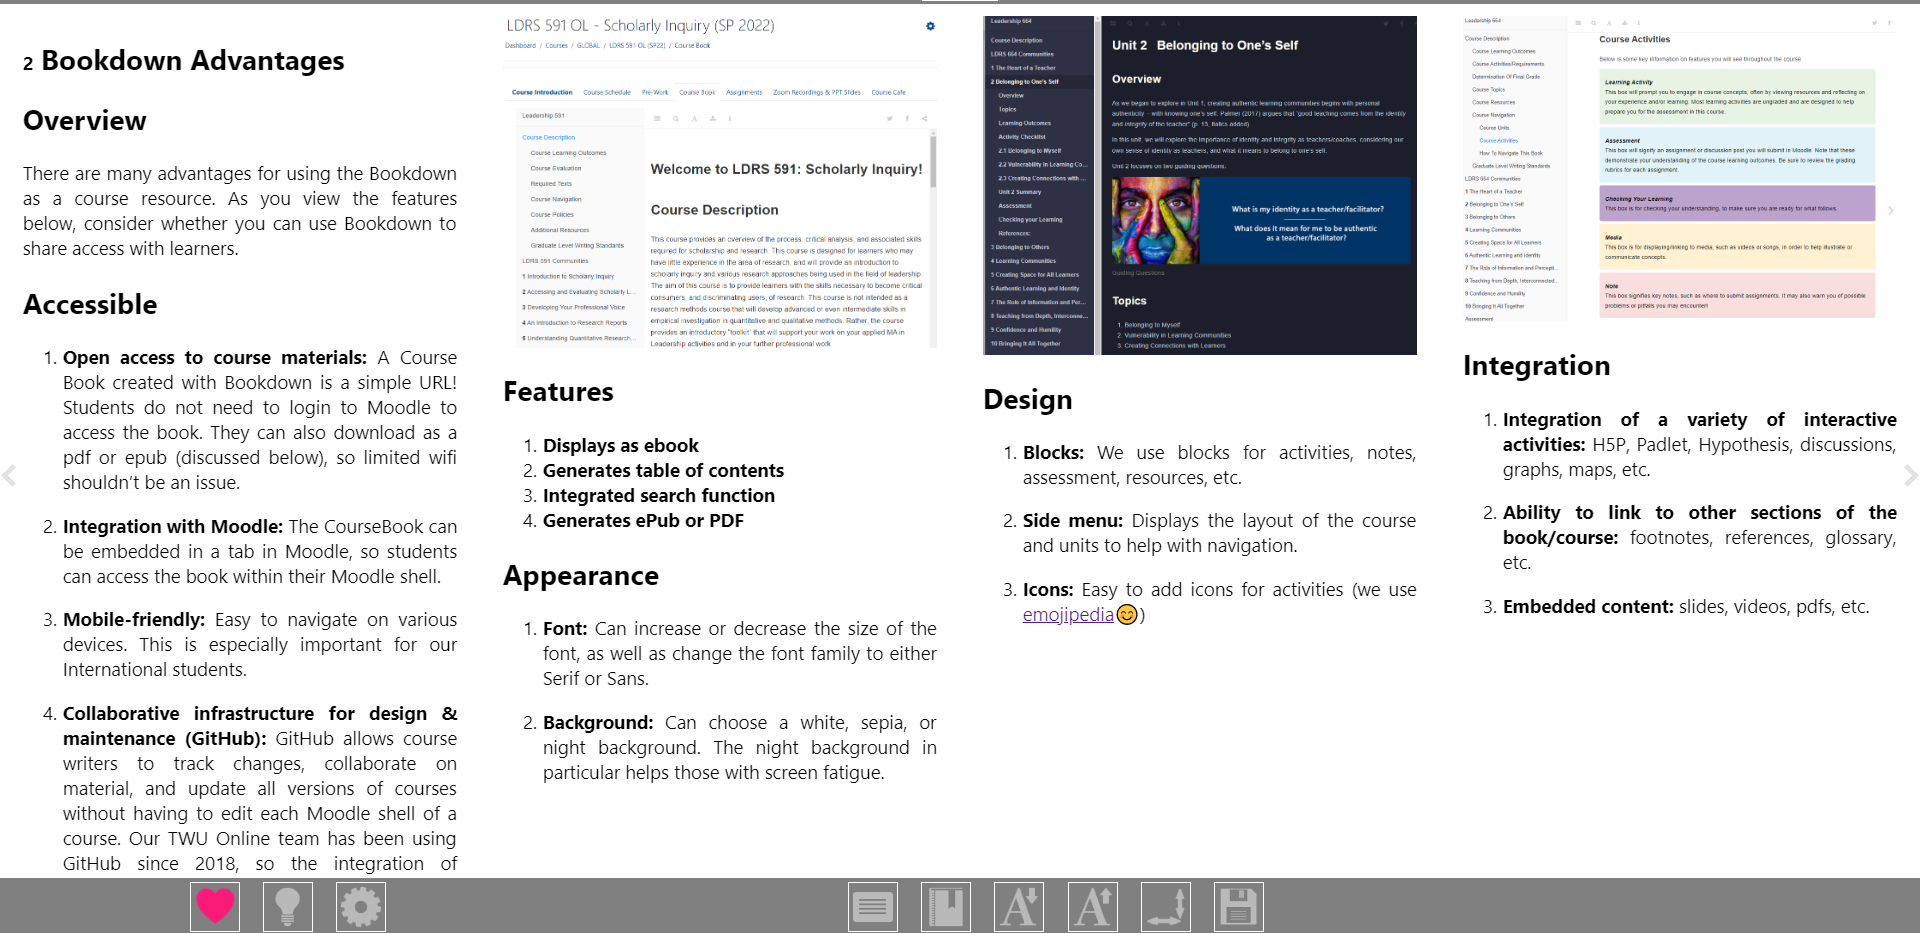 2 Bookdown Advantages
Overview
There are many advantages for using the Bookdown
as a course resource. As you view the features
below, consider whether you can use Bookdown to
share access with learners.
Accessible
1. Open access to course materials: A Course
Book created with Bookdown is a simple URL!
Students do not need to login to Moodle to
access the book. They can also download as a
pdf or epub (discussed below), so limited wifi
shouldn't be an issue.
2. Integration with Moodle: The CourseBook can
be embedded in a tab in Moodle, so students
can access the book within their Moodle shell.
3. Mobile-friendly: Easy to navigate on various
devices. This is especially important for our
International students.
4. Collaborative infrastructure for design &
maintenance (GitHub): GitHub allows course
writers to track changes, collaborate on
material, and update all versions of courses
without having to edit each Moodle shell of a
course. Our TWU Online team has been using
GitHub since 2018, so the integration of
LDRS 591 OL - Scholarly Inquiry (SP 2022)
Dashboard / Courses / GLOBAL / LDRS 591 OL (SP22) / Course Book
Course Introduction Course Schedule Pre-Work Course Book Assignments Zoom Recordings & PPT Slides Course Cafe
Leadership 591
Course Description
Course Learning Outcomes
Course Evaluation
Required Texts
Course Navigation
Course Policies
Additional Resources
Graduate Level Writing Standards
LDRS 591 Communities
1 Introduction to Scholarly Inquiry
2 Accessing and Evaluating Scholarly L...
3 Developing Your Professional Voice
4 An Introduction to Research Reports
5 Understanding Quantitative Research...
Welcome to LDRS 591: Scholarly Inquiry!
Course Description
This course provides an overview of the process, critical analysis, and associated skills
required for scholarship and research. This course is designed for learners who may
have little experience in the area of research, and will provide an introduction to
scholarly inquiry and various research approaches being used in the field of leadership.
The aim of this course is to provide learners with the skills necessary to become critical
consumers, and discriminating users, of research. This course is not intended as a
research methods course that will develop advanced or even intermediate skills in
empirical investigation in quantitative and qualitative methods. Rather, the course
provides an introductory "toolkit" that will support your work on your applied MA in
Leadership activities and in your further professional work.
Features
1. Displays as ebook
2. Generates table of contents
3. Integrated search function
4. Generates ePub or PDF
Appearance
1. Font: Can increase or decrease the size of the
font, as well as change the font family to either
Serif or Sans.
2. Background: Can choose a white, sepia, or
night background. The night background in
particular helps those with screen fatigue.
Leadership 664
Course Description
LDRS 664 Communities
1 The Heart of a Teacher
2 Belonging to One's Self
Overview
Topics
Learning Outcomes
Activity Checklist
2.1 Belonging to Myself
2.2 Vulnerability in Learning Co...
2.3 Creating Connections with ...
Unit 2 Summary
Assessment
Checking your Learning
References:
3 Belonging to Others
4 Learning Communities
5 Creating Space for All Learners
6 Authentic Learning and Identity
7 The Role of Information and Per...
8 Teaching from Depth, Interconne...
9 Confidence and Humility
10 Bringing It All Together
Unit 2 Belonging to One's Self
Overview
As we began to explore in Unit 1, creating authentic learning communities begins with personal
authenticity – with knowing one's self. Palmer (2017) argues that "good teaching comes from the identity
and integrity of the teacher" (p. 13, italics added).
In this unit, we will explore the importance of identity and integrity as teachers/coaches, considering our
own sense of identity as teachers, and what it means to belong to one's self.
Unit 2 focuses on two guiding questions.
What is my identity as a teacher/facilitator?
What does it mean for me to be authentic
as a teacher/facilitator?
Guiding Questions
Topics
1. Belonging to Myself
2. Vulnerability in Learning Communities
3. Creating Connections with Learners
Design
1. Blocks: We use blocks for activities, notes,
assessment, resources, etc.
2. Side menu: Displays the layout of the course
and units to help with navigation.
3. Icons: Easy to add icons for activities (we use
emojipedia😊)
Leadership 664
Course Description
Course Learning Outcomes
Course Activities/Requirements
Determination Of Final Grade
Course Topics
Course Resources
Course Navigation
Course Units
Course Activities
How To Navigate This Book
Graduate Level Writing Standards
LDRS 664 Communities
1 The Heart of a Teacher
2 Belonging to One's Self
3 Belonging to Others
4 Learning Communities
5 Creating Space for All Learners
6 Authentic Learning and Identity
7 The Role of Information and Percepti...
8 Teaching from Depth, Interconnected...
9 Confidence and Humility
10 Bringing It All Together
Assessment
Course Activities
Below is some key information on features you will see throughout the course.
Learning Activity
This box will prompt you to engage in course concepts, often by viewing resources and reflecting on
your experience and/or learning. Most learning activities are ungraded and are designed to help
prepare you for the assessment in this course.
Assessment
This box will signify an assignment or discussion post you will submit in Moodle. Note that these
demonstrate your understanding of the course learning outcomes. Be sure to review the grading
rubrics for each assignment.
Checking Your Learning
This box is for checking your understanding, to make sure you are ready for what follows.
Media
This box is for displaying/linking to media, such as videos or songs, in order to help illustrate or
communicate concepts.
Note
This box signifies key notes, such as where to submit assignments. It may also warn you of possible
problems or pitfalls you may encounter!
Integration
1. Integration of a variety of interactive
activities: H5P, Padlet, Hypothesis, discussions,
graphs, maps, etc.
2. Ability to link to other sections of the
book/course: footnotes, references, glossary,
etc.
3. Embedded content: slides, videos, pdfs, etc.